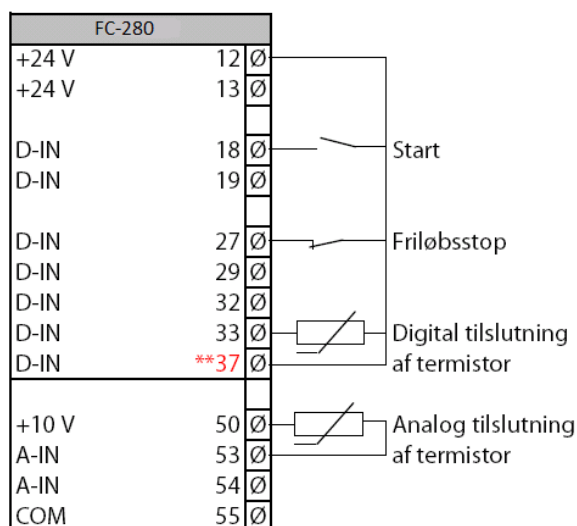 FC-280
+24 V 12 Ø
+24 V 13 Ø
D-IN 18 Ø Start
D-IN 19 Ø
D-IN 27 Ø Friløbsstop
D-IN 29 Ø
D-IN 32 Ø
D-IN 33 Ø Digital tilslutning
D-IN **37 Ø af termistor
+10 V 50 Ø Analog tilslutning
A-IN 53 Ø af termistor
A-IN 54 Ø
COM 55 Ø